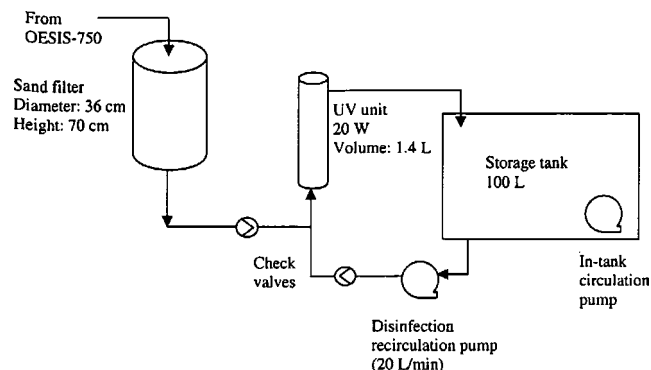 From
OESIS-750
Sand filter
Diameter: 36 cm
Height: 70 cm
UV unit
20 W
Volume: 1.4 L
Storage tank
100 L
Check
valves
In-tank
circulation
pump
Disinfection
recirculation pump
(20 L/min)